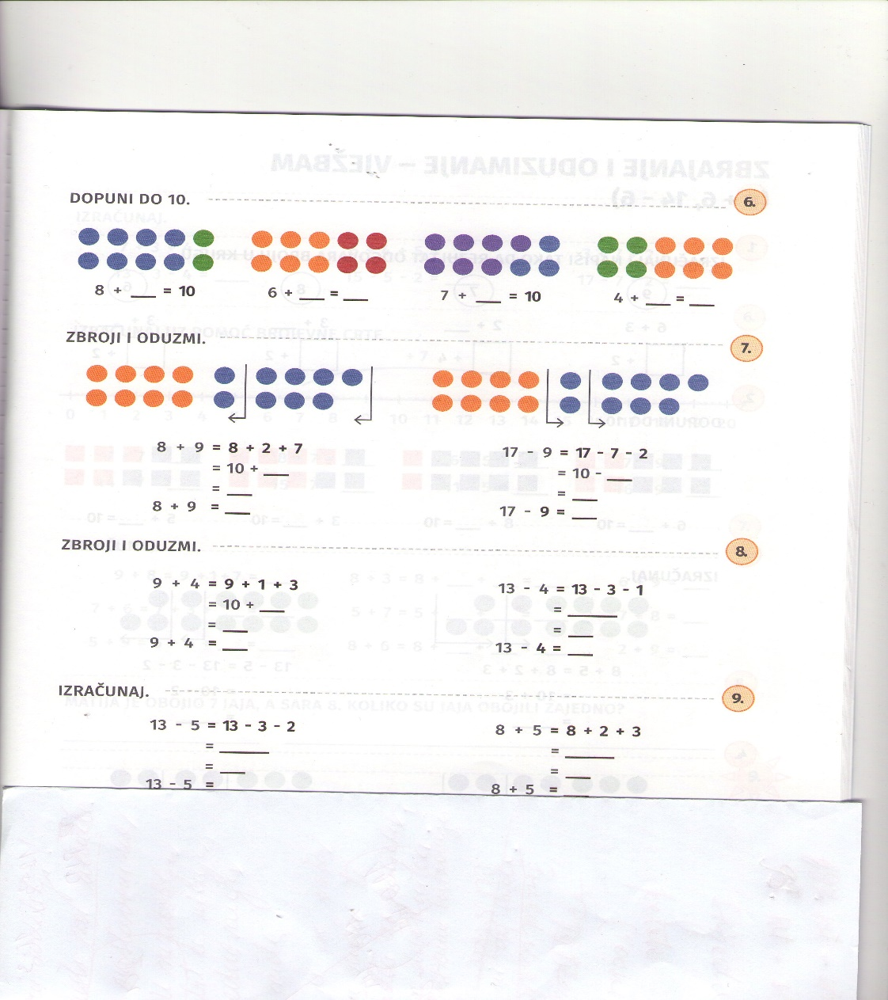 DOPUNI DO 10. 6.
8 + ___ = 10 6 + ___ = ___ 7 + ___ = 10 4 + ___ = ___
ZBROJI I ODUZMI. 7.
8 + 9 = 8 + 2 + 7
= 10 + ___
= ___
8 + 9 = ___
17 - 9 = 17 - 7 - 2
= 10 - ___
= ___
17 - 9 = ___
ZBROJI I ODUZMI. 8.
9 + 4 = 9 + 1 + 3
= 10 + ___
= ___
9 + 4 = ___
13 - 4 = 13 - 3 - 1
= ______
= ___
13 - 4 = ___
IZRAČUNAJ. 9.
13 - 5 = 13 - 3 - 2
= ______
= ___
13 - 5 =
8 + 5 = 8 + 2 + 3
= ______
= ___
8 + 5 = ___